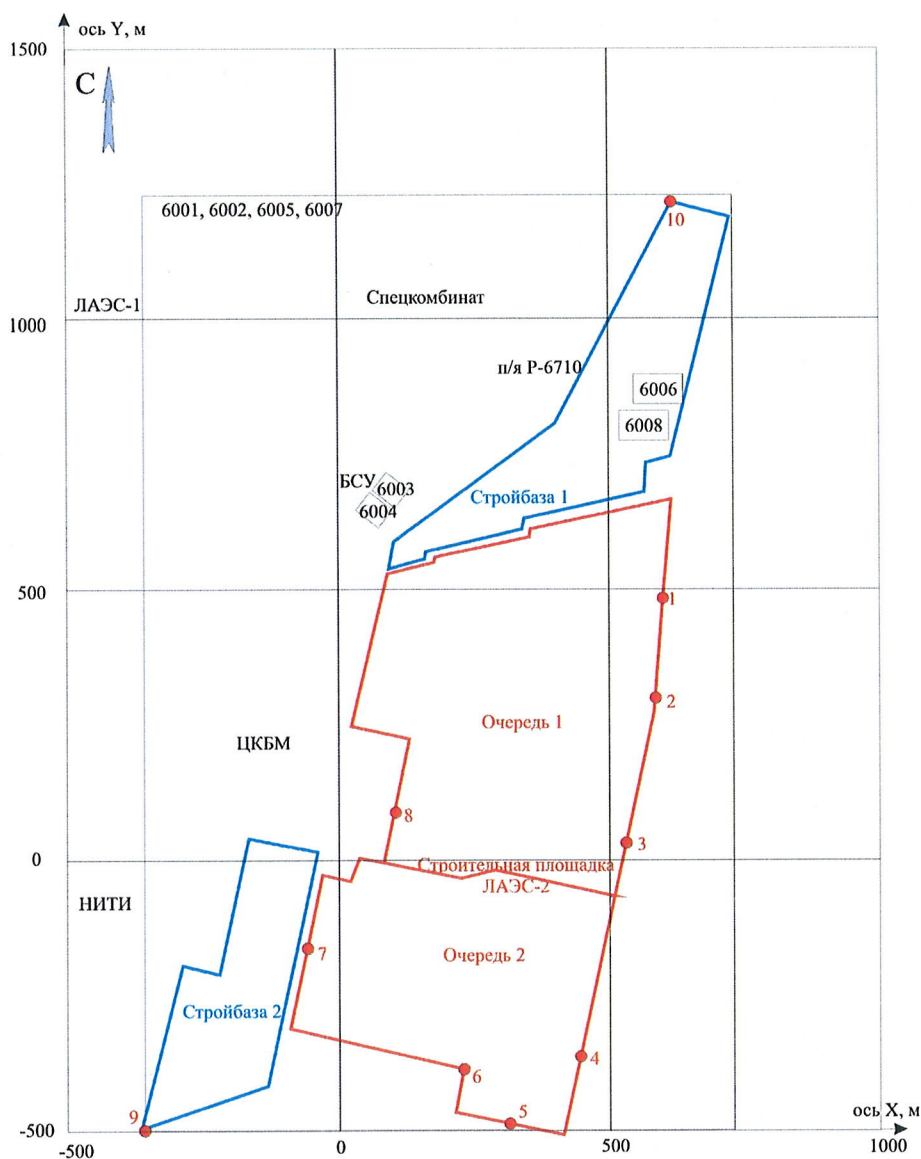 ось Y, м
1500
С
6001, 6002, 6005, 6007
10
ЛАЭС-1
Спецкомбинат
1000
п/я Р-6710
6006
6008
БСУ
6003
6004
Стройбаза 1
500
1
2
Очередь 1
ЦКБМ
8
3
0
Строительная площадка
ЛАЭС-2
НИТИ
7
Очередь 2
Стройбаза 2
4
6
9
5
ось X, м
-500
-500
0
500
1000